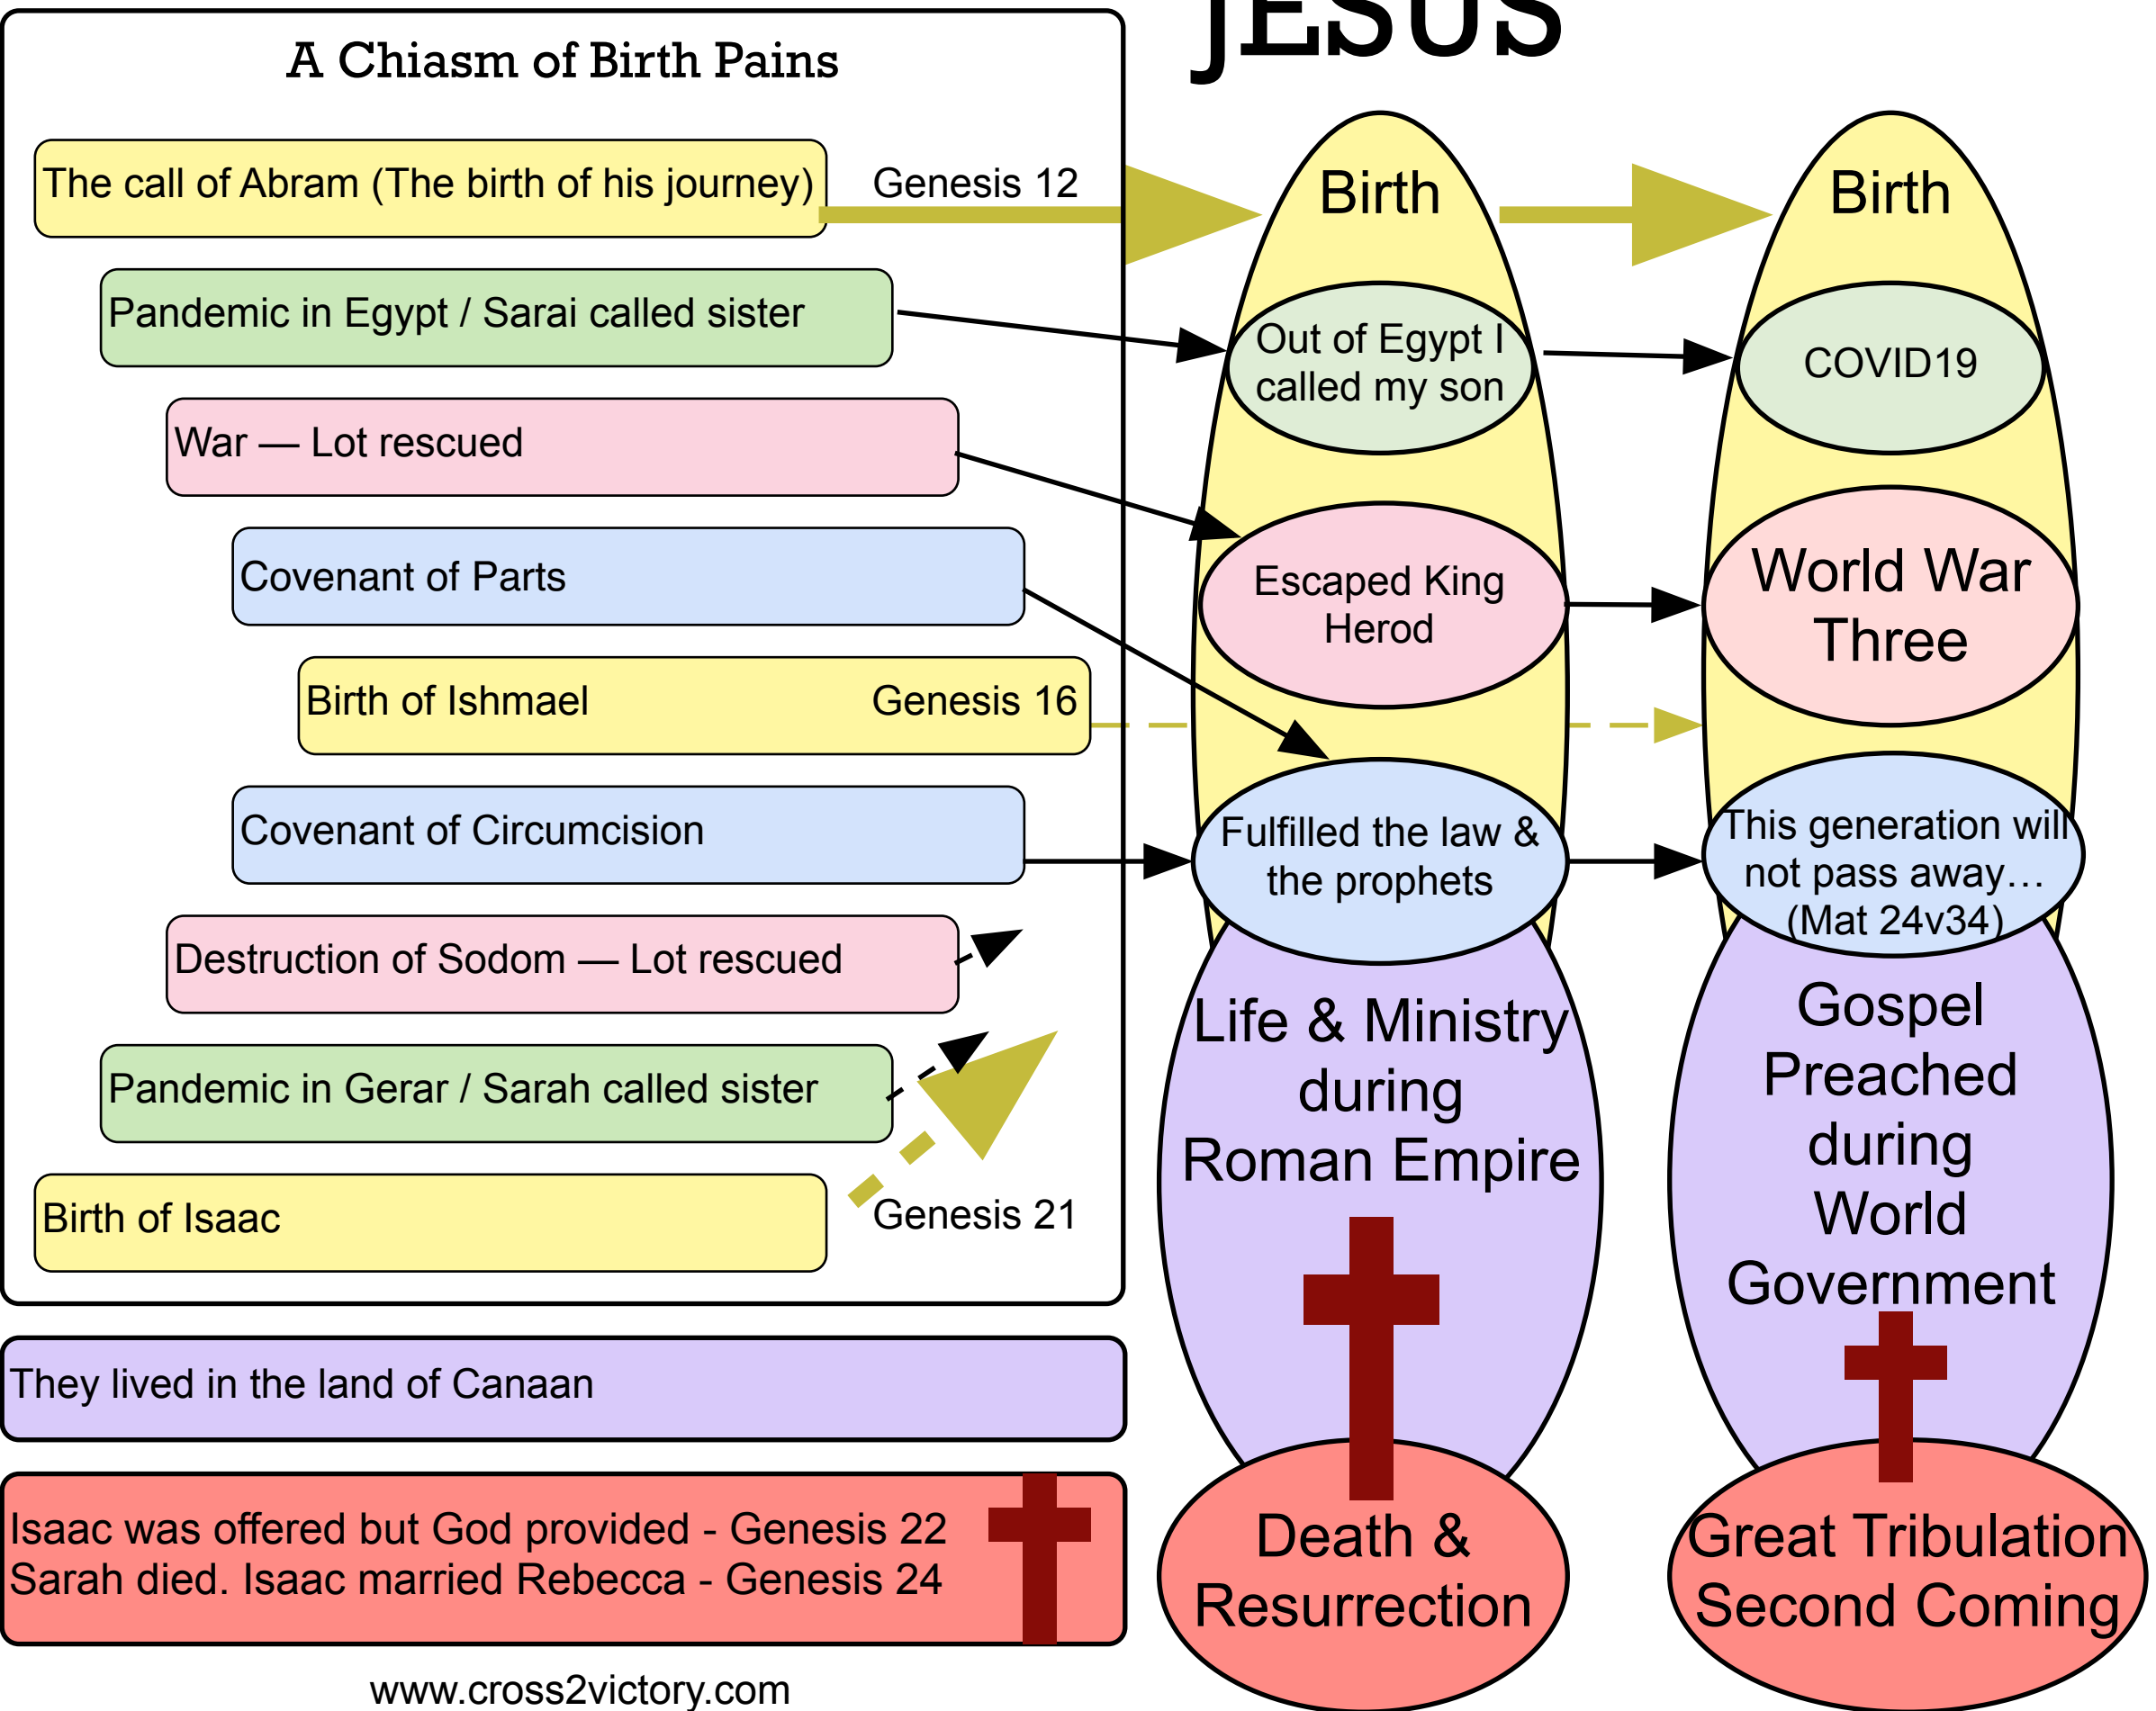 JESUS
A Chiasm of Birth Pains
The call of Abram (The birth of his journey)
Genesis 12
Pandemic in Egypt / Sarai called sister
War — Lot rescued
Covenant of Parts
Birth of Ishmael
Genesis 16
Covenant of Circumcision
Destruction of Sodom — Lot rescued
Pandemic in Gerar / Sarah called sister
Birth of Isaac
Genesis 21
They lived in the land of Canaan
Isaac was offered but God provided - Genesis 22
Sarah died. Isaac married Rebecca - Genesis 24
www.cross2victory.com
Birth
Out of Egypt I
called my son
Escaped King
Herod
Fulfilled the law &
the prophets
Life & Ministry
during
Roman Empire
Death &
Resurrection
Birth
COVID19
World War
Three
This generation will
not pass away…
(Mat 24v34)
Gospel
Preached
during
World
Government
Great Tribulation
Second Coming